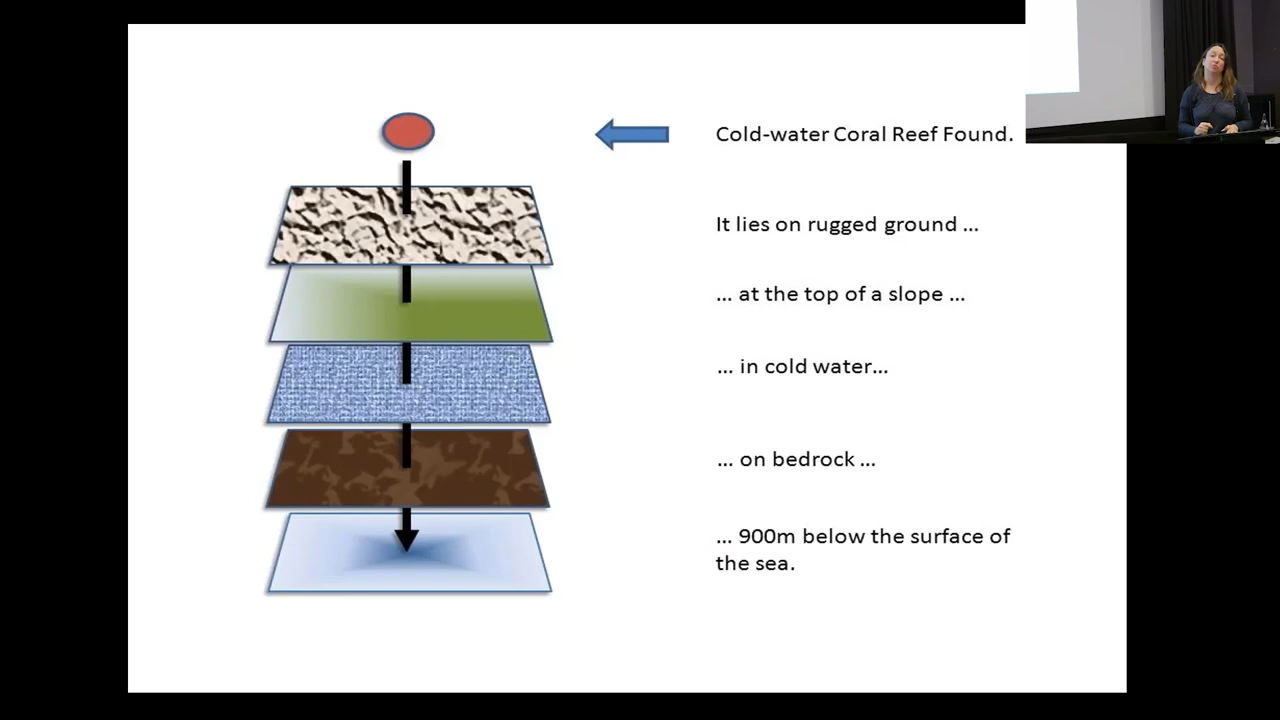 Cold-water Coral Reef Found.
It lies on rugged ground ...
... at the top of a slope ...
... in cold water...
... on bedrock ...
... 900m below the surface of
the sea.